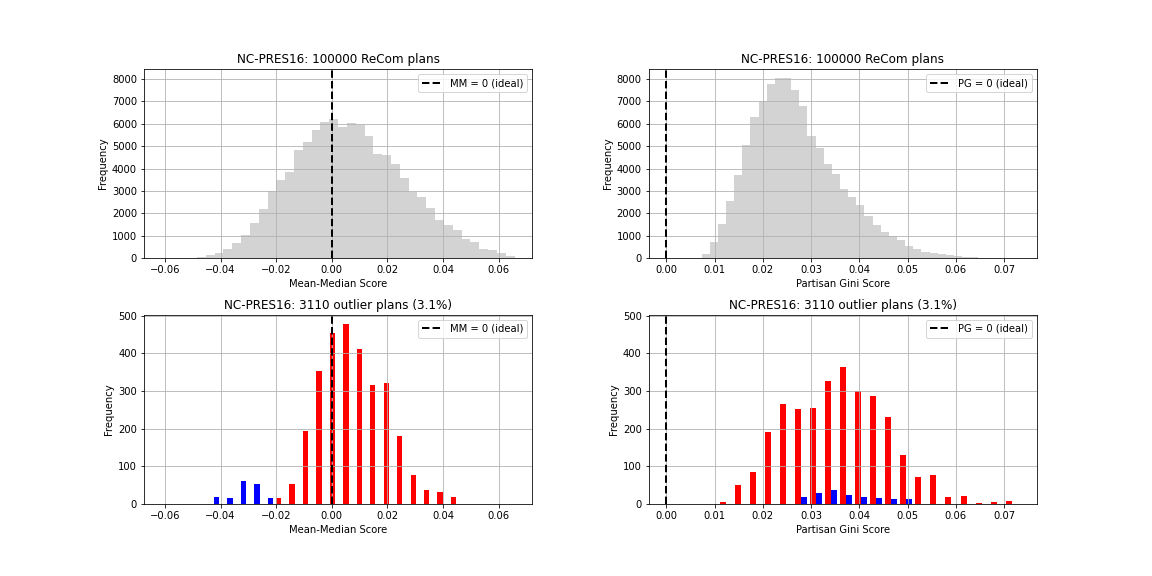 NC-PRES16: 100000 ReCom plans
MM = 0 (ideal)
Frequency
8000
7000
6000
5000
4000
3000
2000
1000
0
−0.06 −0.04 −0.02 0.00 0.02 0.04 0.06
Mean-Median Score
NC-PRES16: 100000 ReCom plans
PG = 0 (ideal)
Frequency
8000
7000
6000
5000
4000
3000
2000
1000
0
0.00 0.01 0.02 0.03 0.04 0.05 0.06 0.07
Partisan Gini Score
NC-PRES16: 3110 outlier plans (3.1%)
MM = 0 (ideal)
Frequency
500
400
300
200
100
0
−0.06 −0.04 −0.02 0.00 0.02 0.04 0.06
Mean-Median Score
NC-PRES16: 3110 outlier plans (3.1%)
PG = 0 (ideal)
Frequency
500
400
300
200
100
0
0.00 0.01 0.02 0.03 0.04 0.05 0.06 0.07
Partisan Gini Score